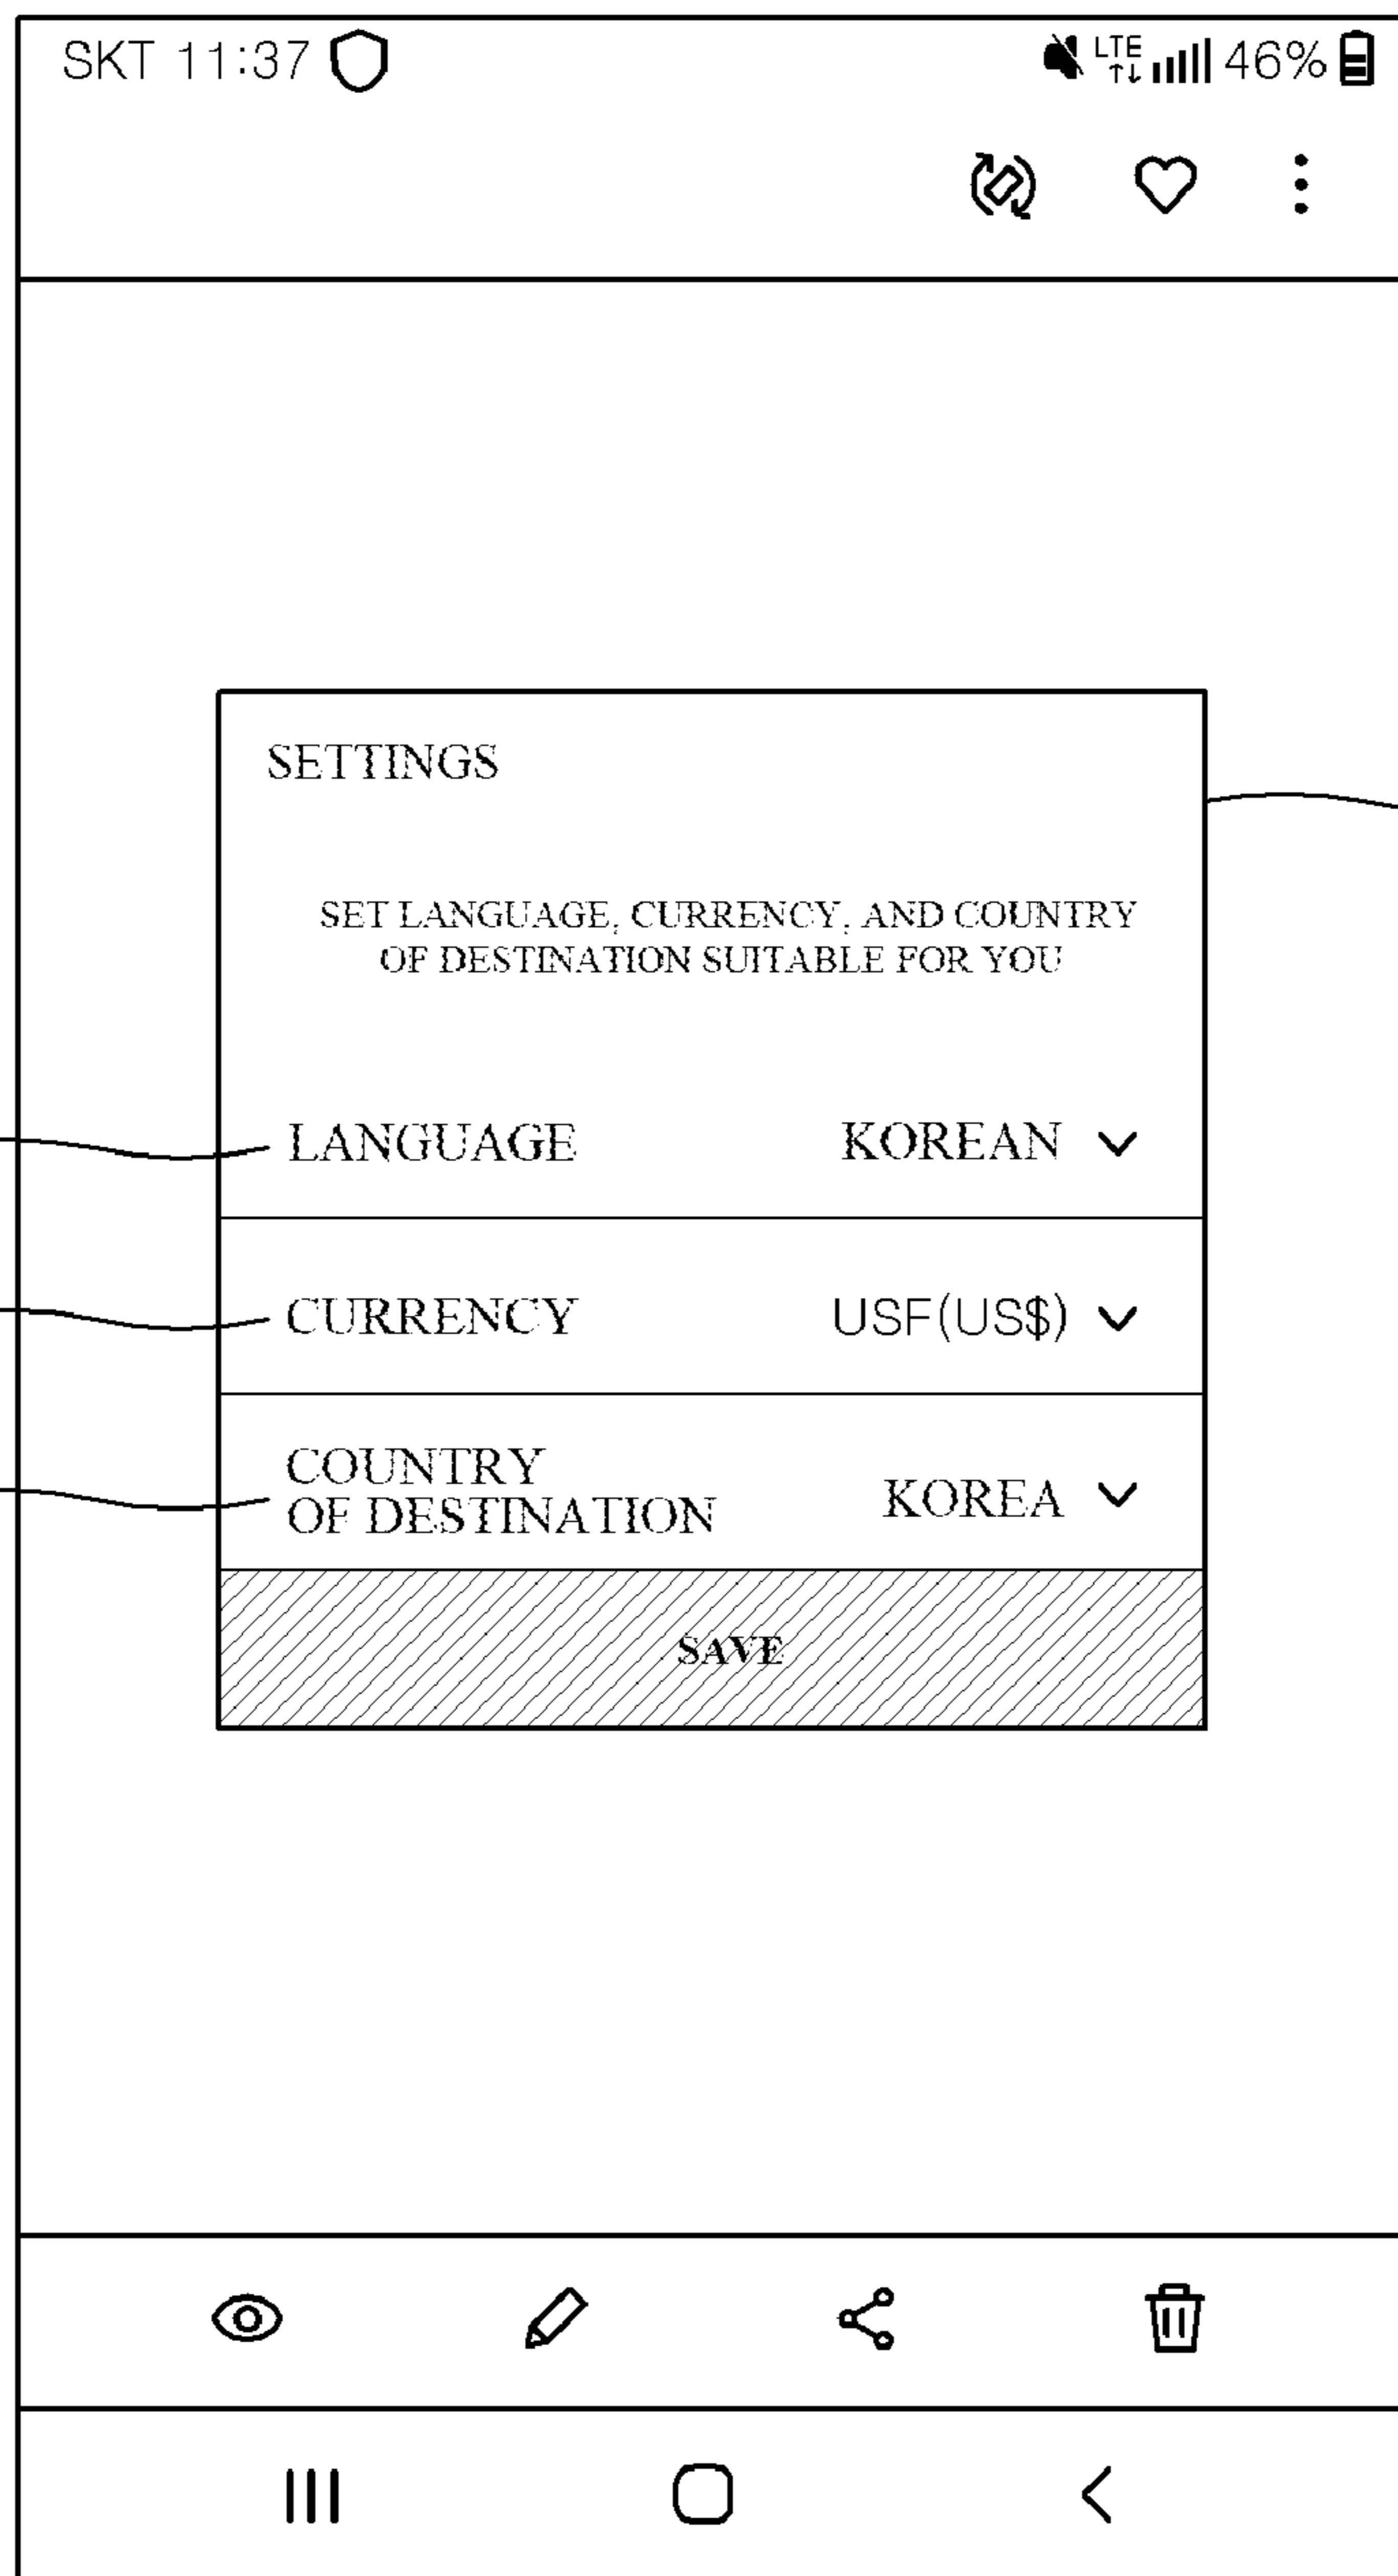 SKT 11:37
LTE 46%
SETTINGS
SET LANGUAGE, CURRENCY, AND COUNTRY
OF DESTINATION SUITABLE FOR YOU
LANGUAGE KOREAN
CURRENCY USF(US$)
COUNTRY
OF DESTINATION KOREA
SAVE